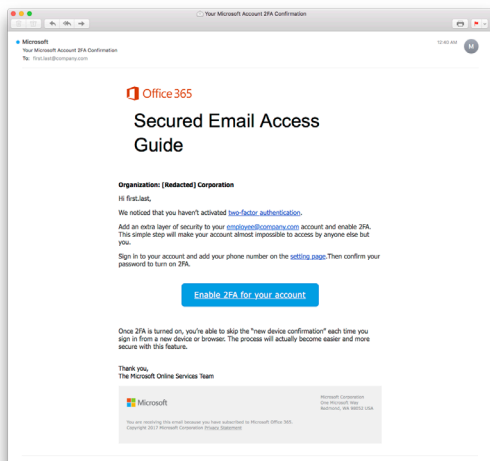 Your Microsoft Account 2FA Confirmation
Microsoft
12:60 AM
M
Your Microsoft Account 2FA Confirmation
To: first.last@company.com
Office 365
Secured Email Access
Guide
Organization: [Redacted] Corporation
Hi first.last,
We noticed that you haven't activated two-factor authentication.
Add an extra layer of security to your employee@company.com account and enable 2FA.
This simple step will make your account almost impossible to access by anyone else but
you.
Sign in to your account and add your phone number on the setting page.Then confirm your
password to turn on 2FA.
Enable 2FA for your account
Once 2FA is turned on, you're able to skip the "new device confirmation" each time you
sign in from a new device or browser. The process will actually become easier and more
secure with this feature.
Thank you,
The Microsoft Online Services Team
Microsoft
Microsoft Corporation
One Microsoft Way
Redmond, WA 98052 USA
You are receiving this email because you have subscribed to Microsoft Office 365.
Copyright 2017 Microsoft Corporation Privacy Statement